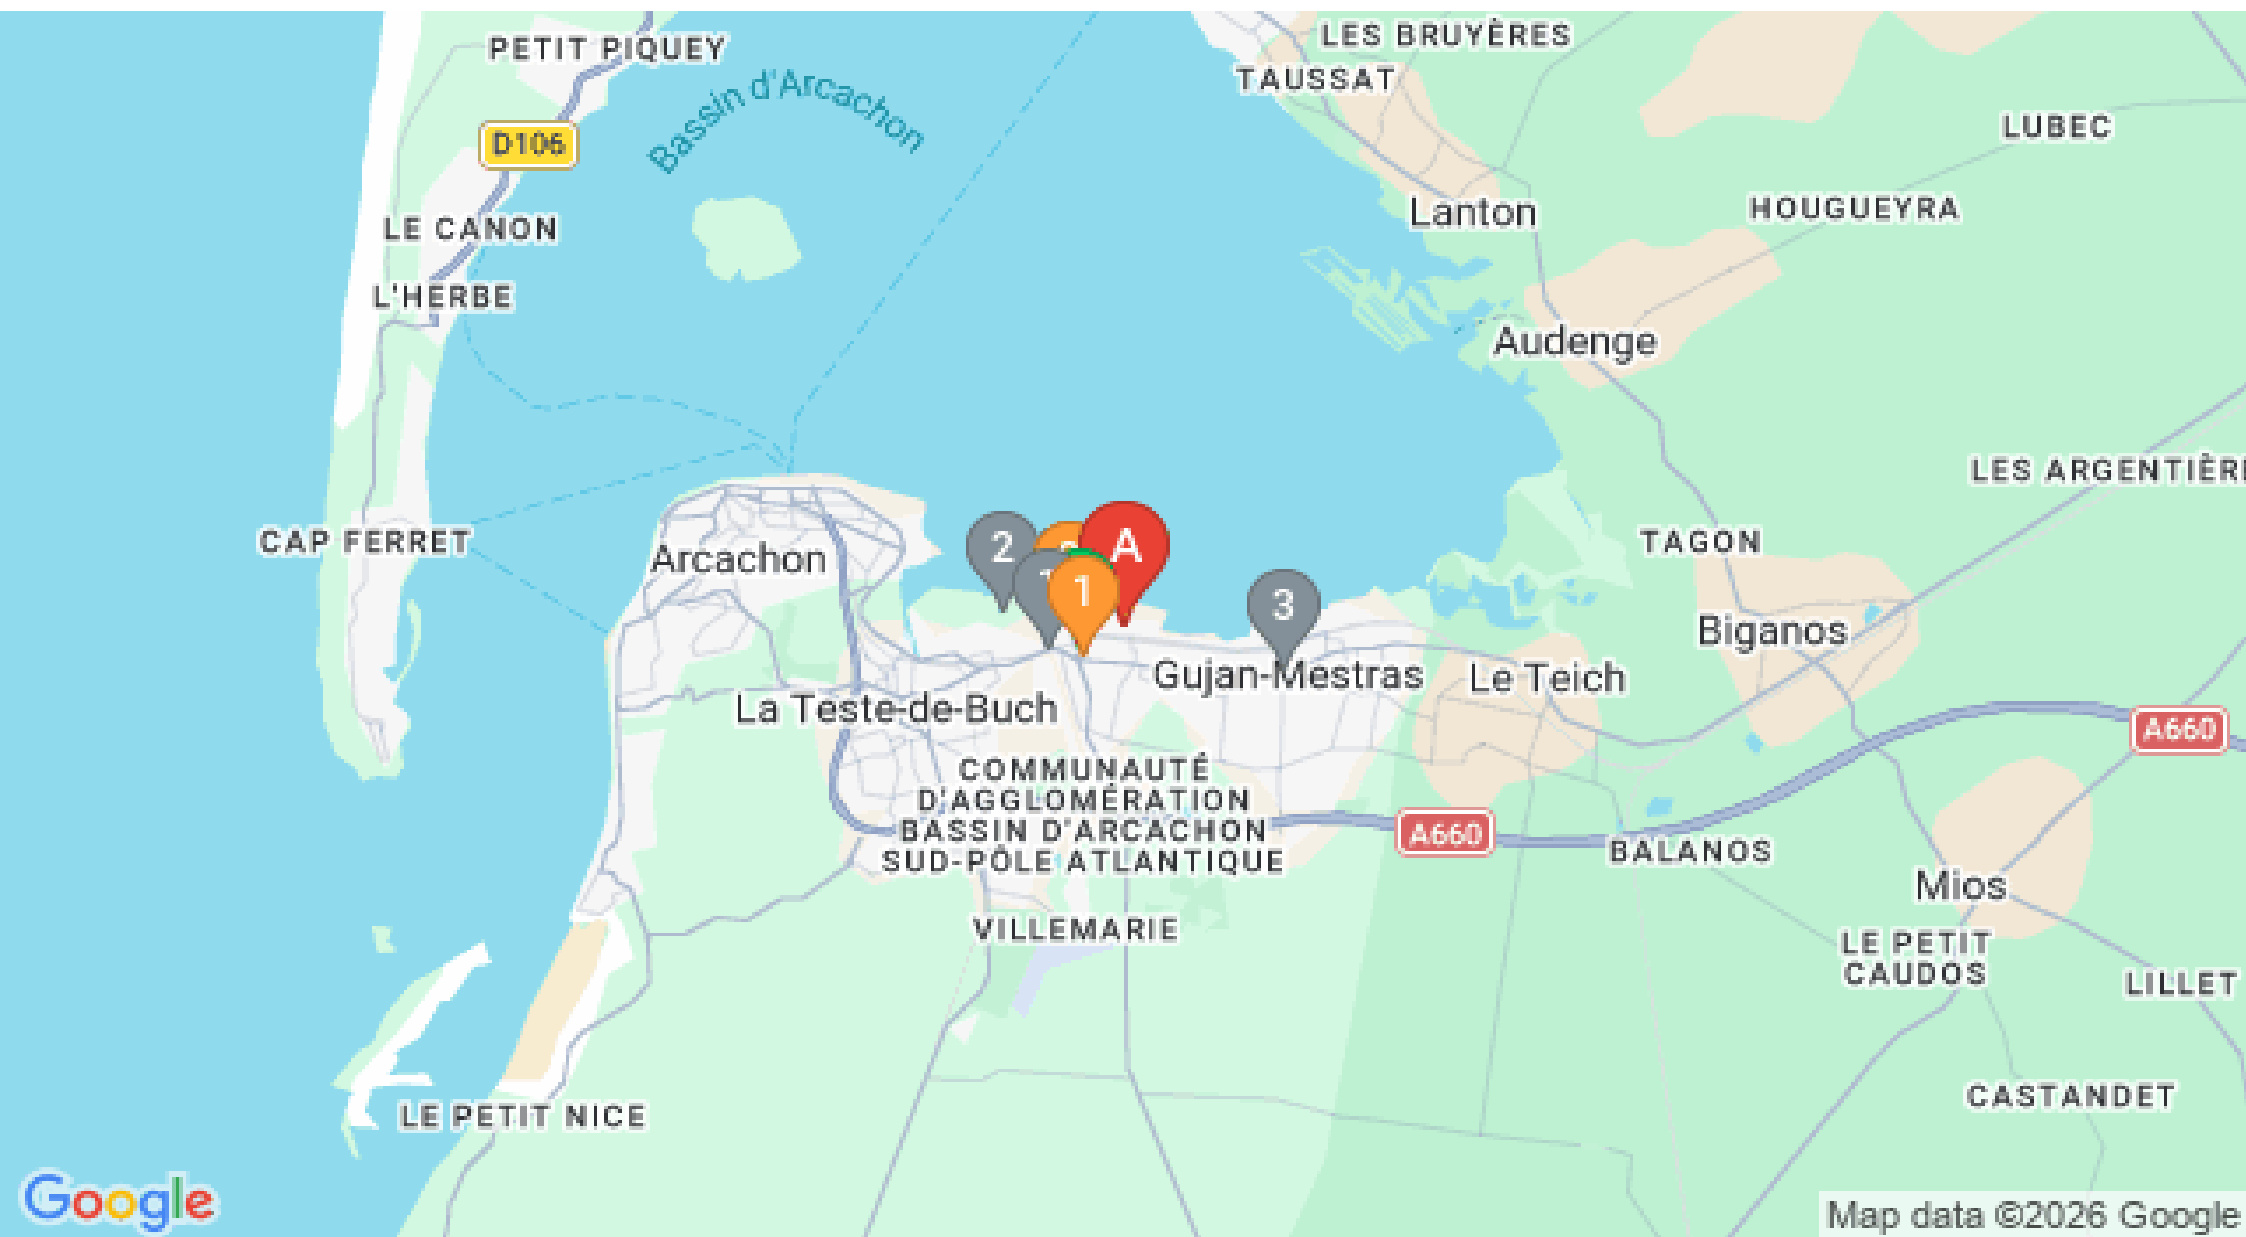 PETIT PIQUEY
LES BRUYÈRES
TAUSSAT
Bassin d'Arcachon
D106
LUBEC
LE CANON
Lanton
HOUGUEYRA
L'HERBE
Audenge
LES ARGENTIÈRE
CAP FERRET
Arcachon
2
A
1
3
TAGON
Biganos
Gujan-Mestras
Le Teich
La Teste-de-Buch
A660
COMMUNAUTÉ
D'AGGLOMÉRATION
BASSIN D'ARCACHON
SUD-PÔLE ATLANTIQUE
A660
BALANOS
Mios
VILLEMARIE
LE PETIT
CAUDOS
LILLET
CASTANDET
LE PETIT NICE
Google
Map data ©2026 Google